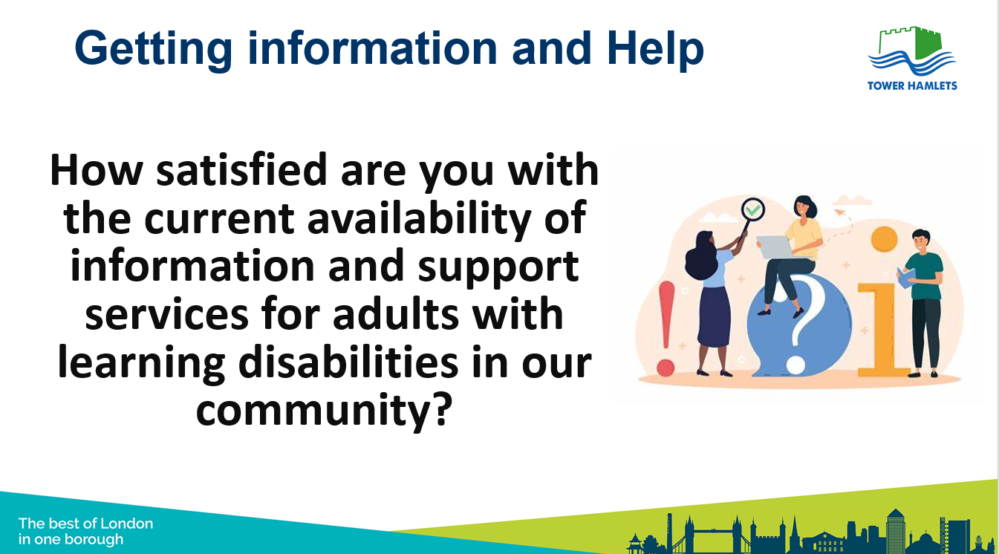 Getting information and Help
TOWER HAMLETS
How satisfied are you with
the current availability of
information and support
services for adults with
learning disabilities in our
community?
The best of London
in one borough